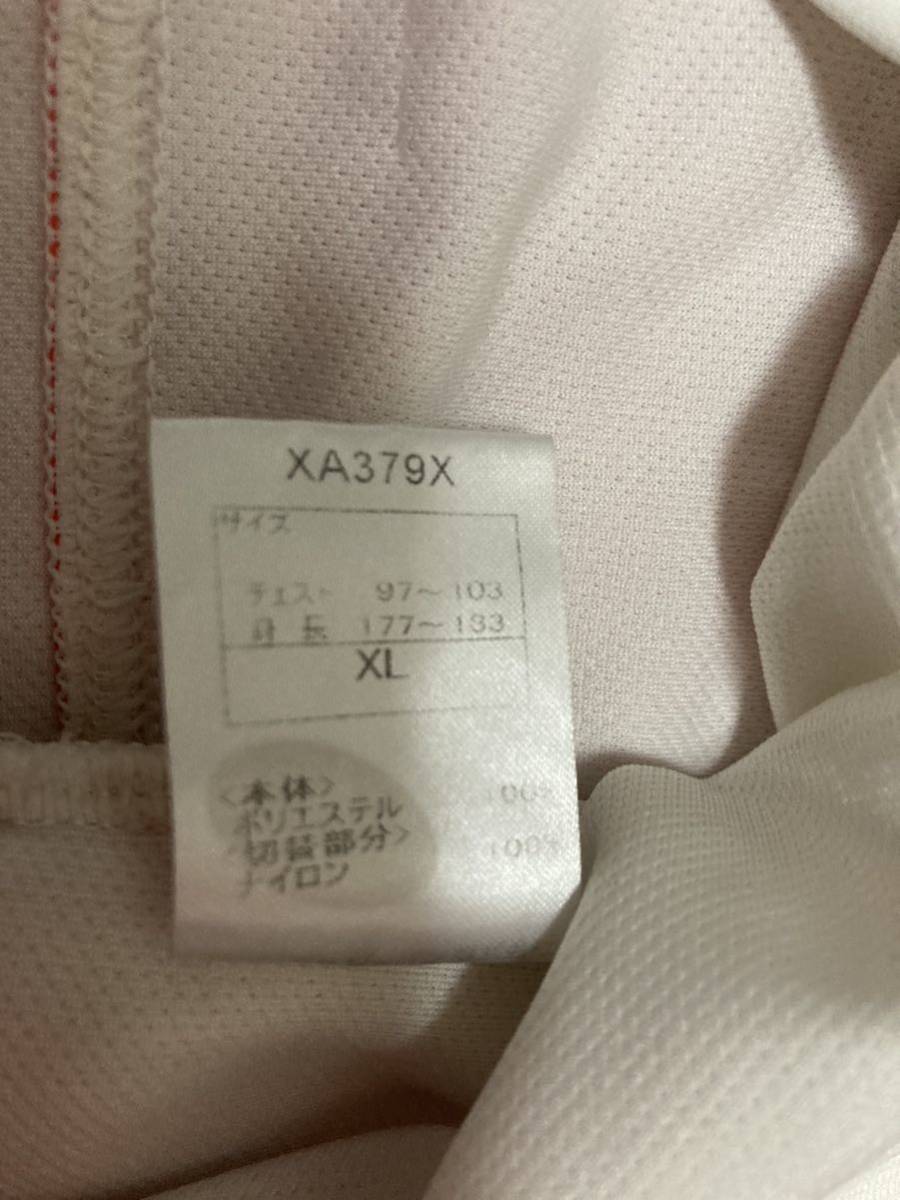 XA379X
サイズ
チェスト 97～103
身長 177～183
XL
〈本体〉
ポリエステル 100%
〈切替部分〉
ナイロン 100%